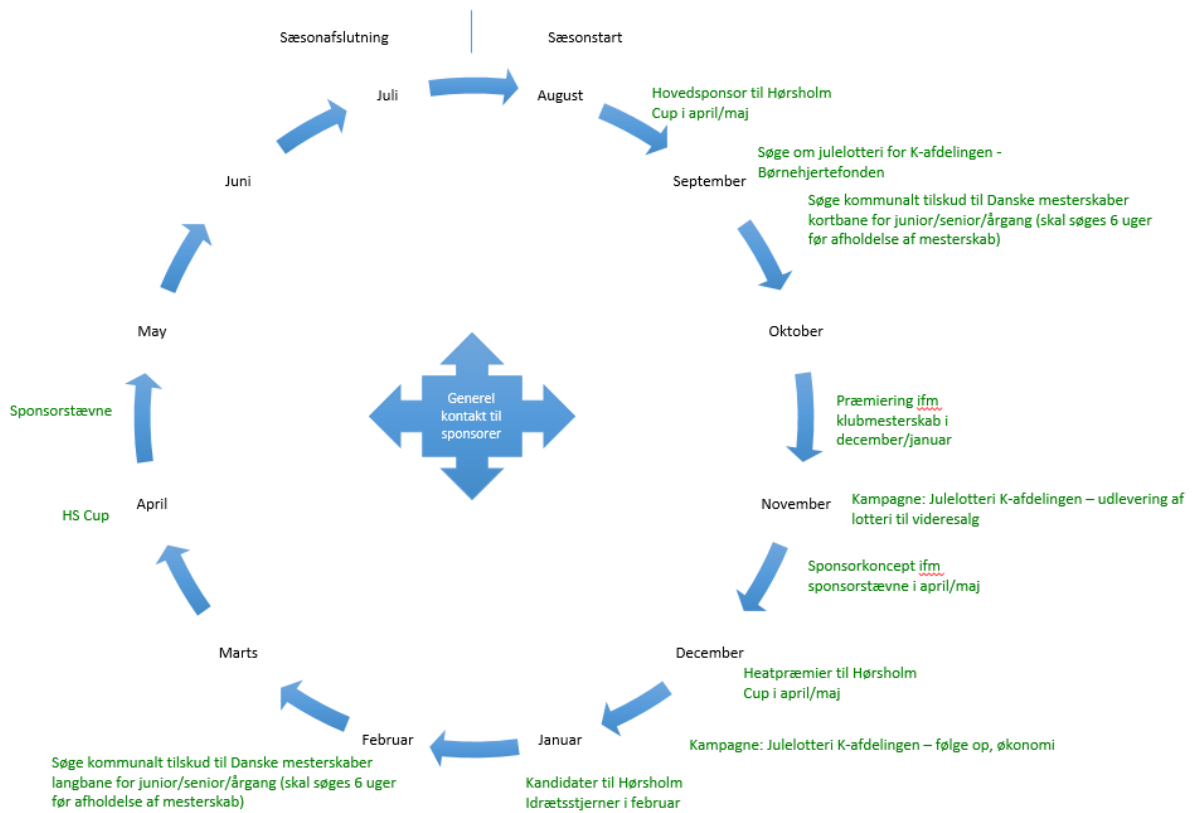 Sæsonafslutning
Sæsonstart
Juli
August
Hovedsponsor til Hørsholm
Cup i april/maj
Søge om julelotteri for K-afdelingen -
Børnehjertefonden
September
Juni
Søge kommunalt tilskud til Danske mesterskaber
kortbane for junior/senior/årgang (skal søges 6 uger
før afholdelse af mesterskab)
May
Oktober
Generel
kontakt til
sponsorer
Sponsorstævne
Præmiering ifm
klubmesterskab i
december/januar
April
HS Cup
November
Kampagne: Julelotteri K-afdelingen – udlevering af
lotteri til videresalg
Sponsorkoncept ifm
sponsorstævne i april/maj
Marts
December
Heatpræmier til Hørsholm
Cup i april/maj
Februar
Januar
Kampagne: Julelotteri K-afdelingen – følge op, økonomi
Søge kommunalt tilskud til Danske mesterskaber
langbane for junior/senior/årgang (skal søges 6 uger
før afholdelse af mesterskab)
Kandidater til Hørsholm
Idrætsstjerner i februar